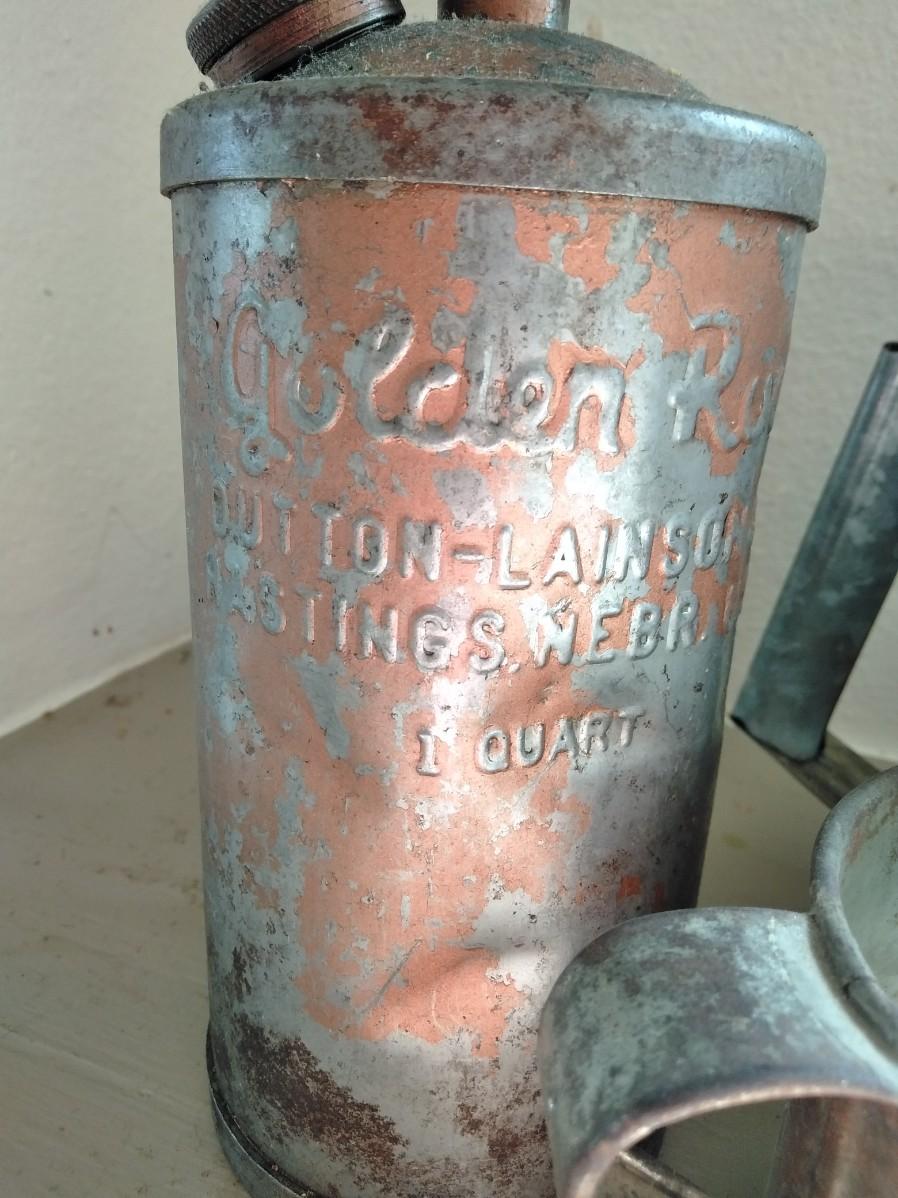 Golden Ro
DUTTON-LAINSON
HASTINGS, NEBR.
1 QUART